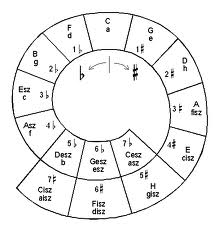 C
a
G
e
1♯
D
h
2♯
A
fisz
3♯
E
cisz
4♯
H
gisz
5♯
Fisz
disz
6♯
Cisz
aisz
7♯
F
d
1♭
B
g
2♭
Esz
c
3♭
Asz
f
4♭
5♭
Desz
b
6♭
Gesz
esz
7♭
Cesz
asz
♭
♯